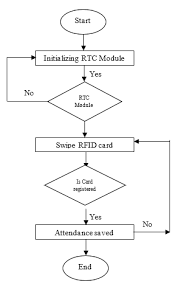 Start
Initializing RTC Module
Yes
No
RTC
Module
Swipe RFID card
Is Card
registered
Yes
No
Attendance saved
End